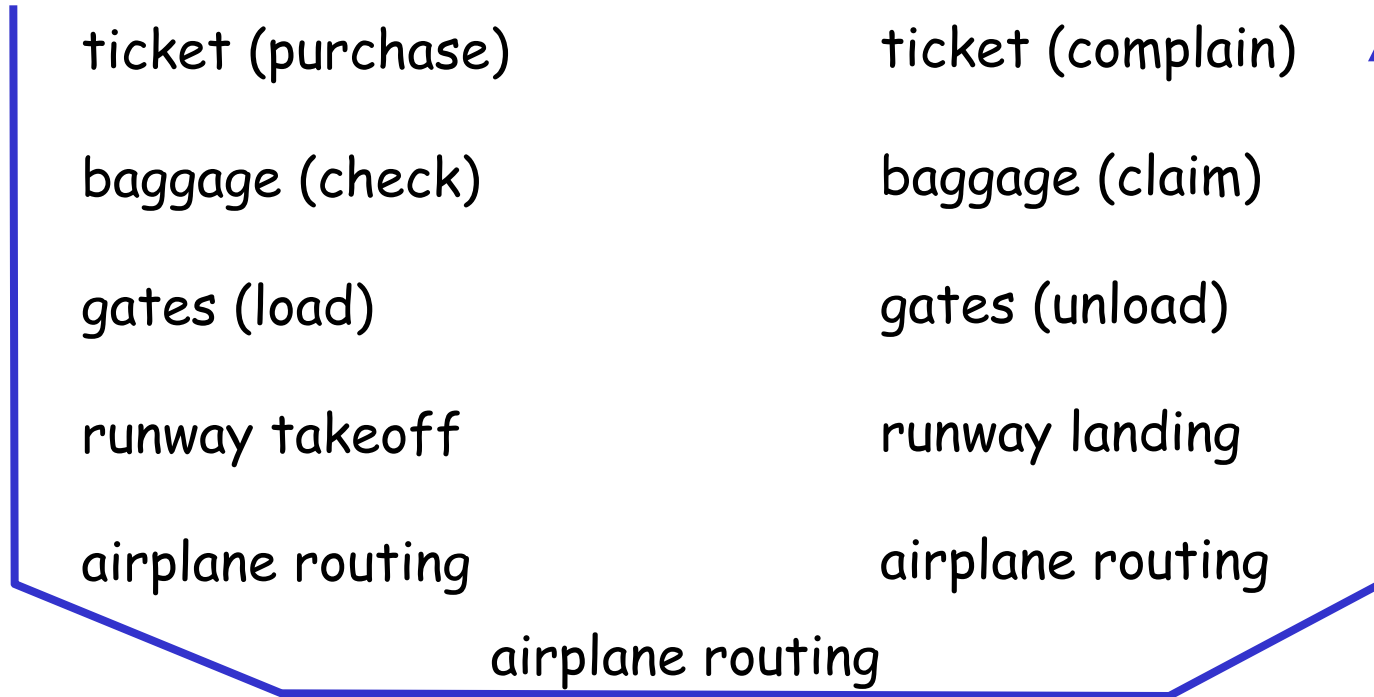 ticket (purchase)
baggage (check)
gates (load)
runway takeoff
airplane routing
ticket (complain)
baggage (claim)
gates (unload)
runway landing
airplane routing
airplane routing